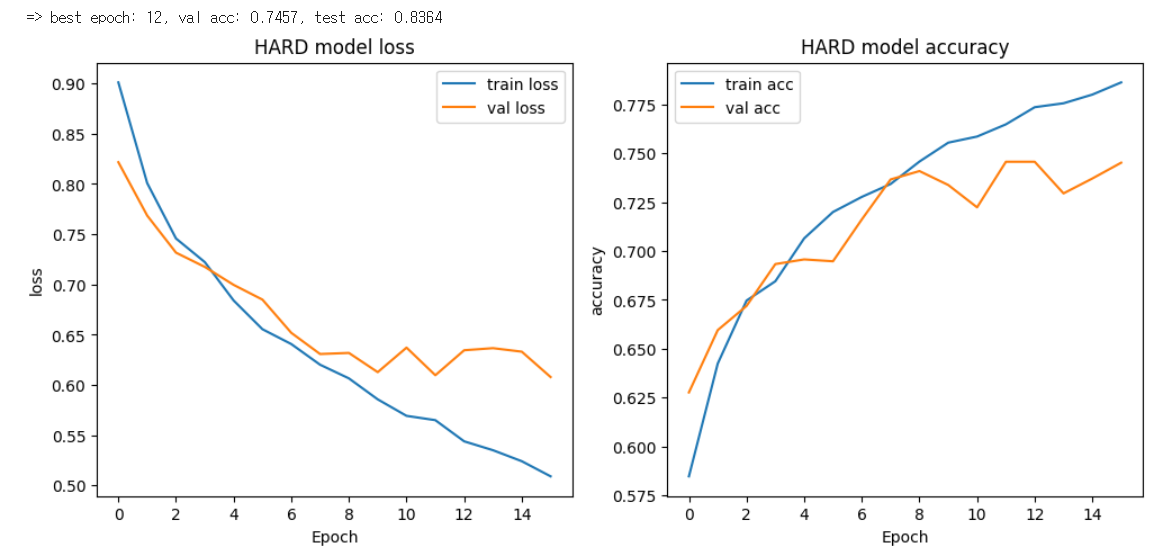 => best epoch: 12, val acc: 0.7457, test acc: 0.8364
HARD model loss
train loss
val loss
0.90
0.85
0.80
0.75
0.70
0.65
0.60
0.55
0.50
loss
0 2 4 6 8 10 12 14
Epoch
HARD model accuracy
train acc
val acc
0.775
0.750
0.725
0.700
0.675
0.650
0.625
0.600
0.575
accuracy
0 2 4 6 8 10 12 14
Epoch